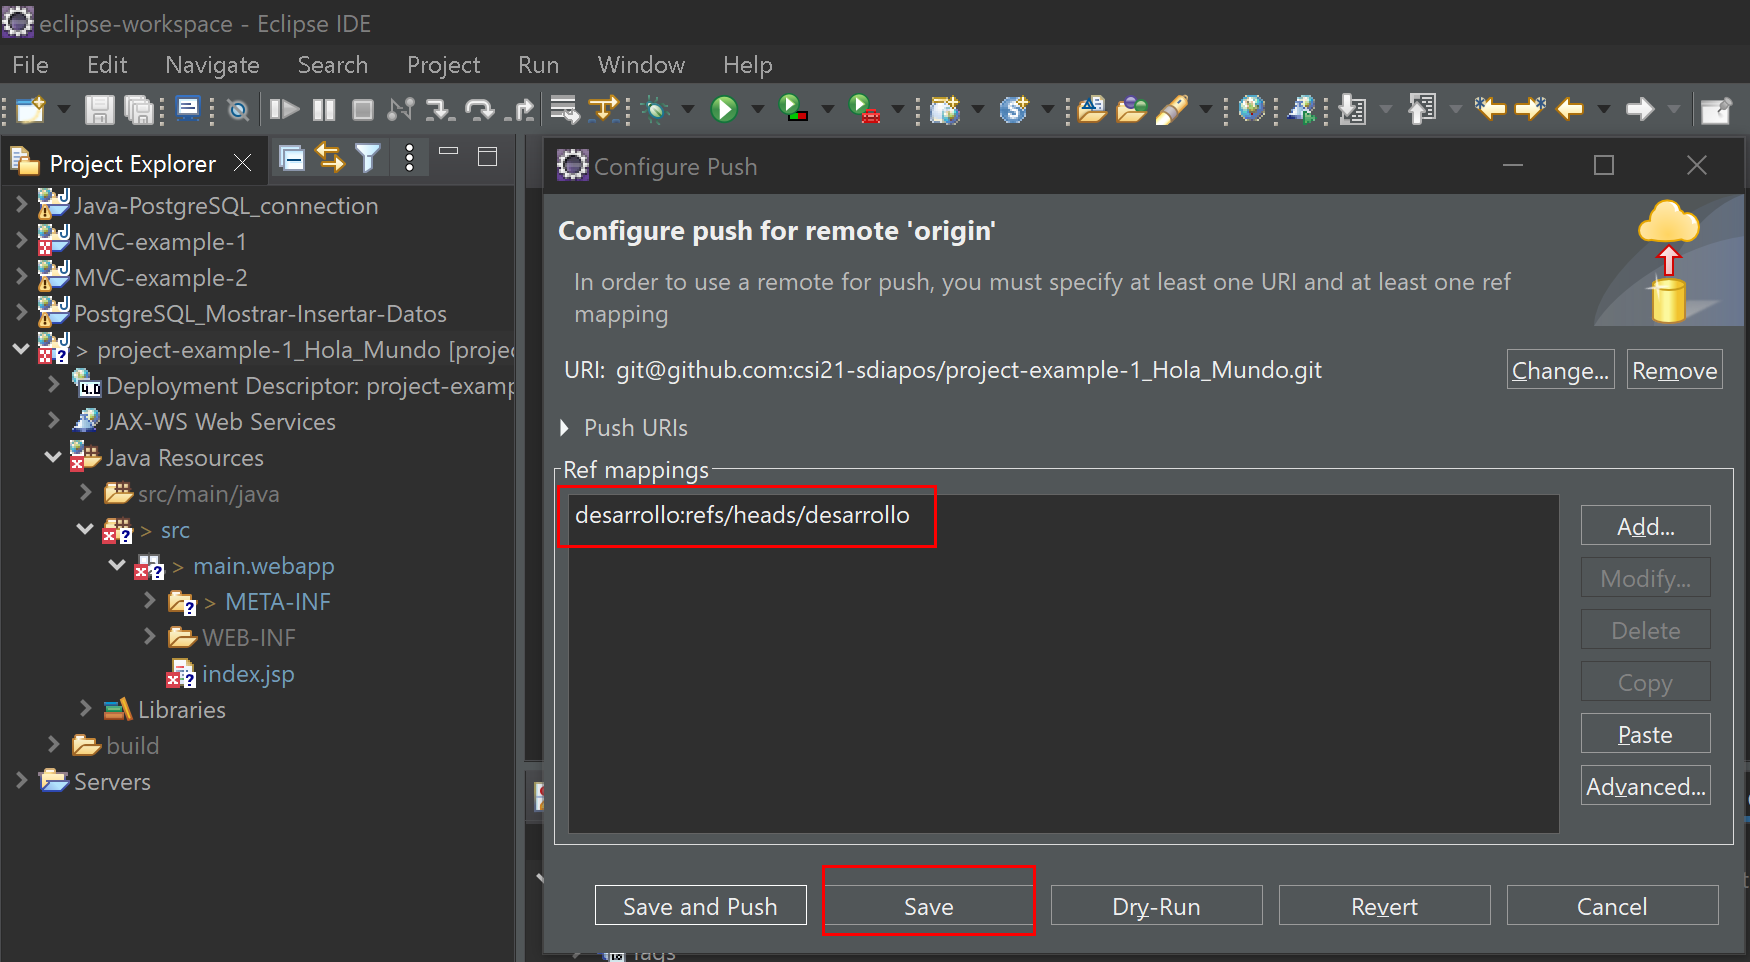 eclipse-workspace - Eclipse IDE
File Edit Navigate Search Project Run Window Help
Project Explorer
Java-PostgreSQL_connection
MVC-example-1
MVC-example-2
PostgreSQL_Mostrar-Insertar-Datos
> project-example-1_Hola_Mundo [projec
Deployment Descriptor: project-examp
JAX-WS Web Services
Java Resources
src/main/java
> src
> main.webapp
> META-INF
WEB-INF
index.jsp
Libraries
build
Servers
Configure Push
Configure push for remote 'origin'
In order to use a remote for push, you must specify at least one URI and at least one ref
mapping
URI: git@github.com:csi21-sdiapos/project-example-1_Hola_Mundo.git
Change... Remove
Push URIs
Ref mappings
desarrollo:refs/heads/desarrollo
Add...
Modify...
Delete
Copy
Paste
Advanced...
Save and Push Save Dry-Run Revert Cancel
Tags